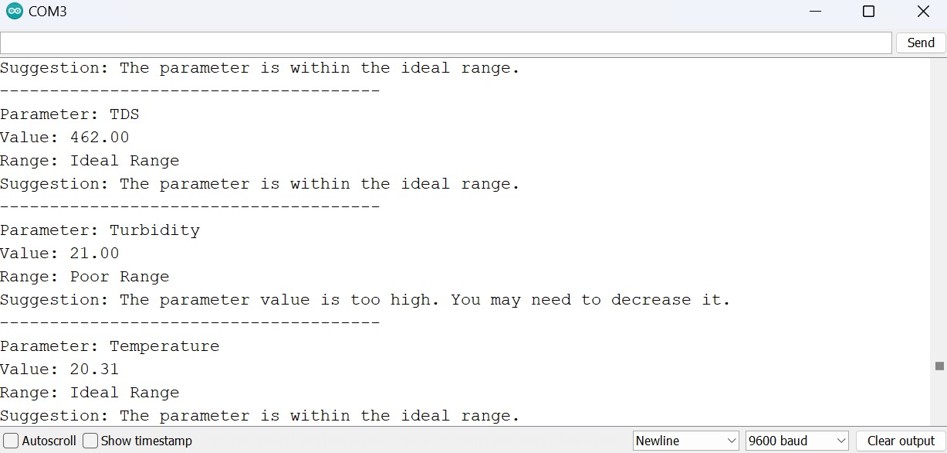 COM3
Send
Suggestion: The parameter is within the ideal range.
--------------------------------------
Parameter: TDS
Value: 462.00
Range: Ideal Range
Suggestion: The parameter is within the ideal range.
--------------------------------------
Parameter: Turbidity
Value: 21.00
Range: Poor Range
Suggestion: The parameter value is too high. You may need to decrease it.
--------------------------------------
Parameter: Temperature
Value: 20.31
Range: Ideal Range
Suggestion: The parameter is within the ideal range.
Autoscroll Show timestamp Newline 9600 baud Clear output